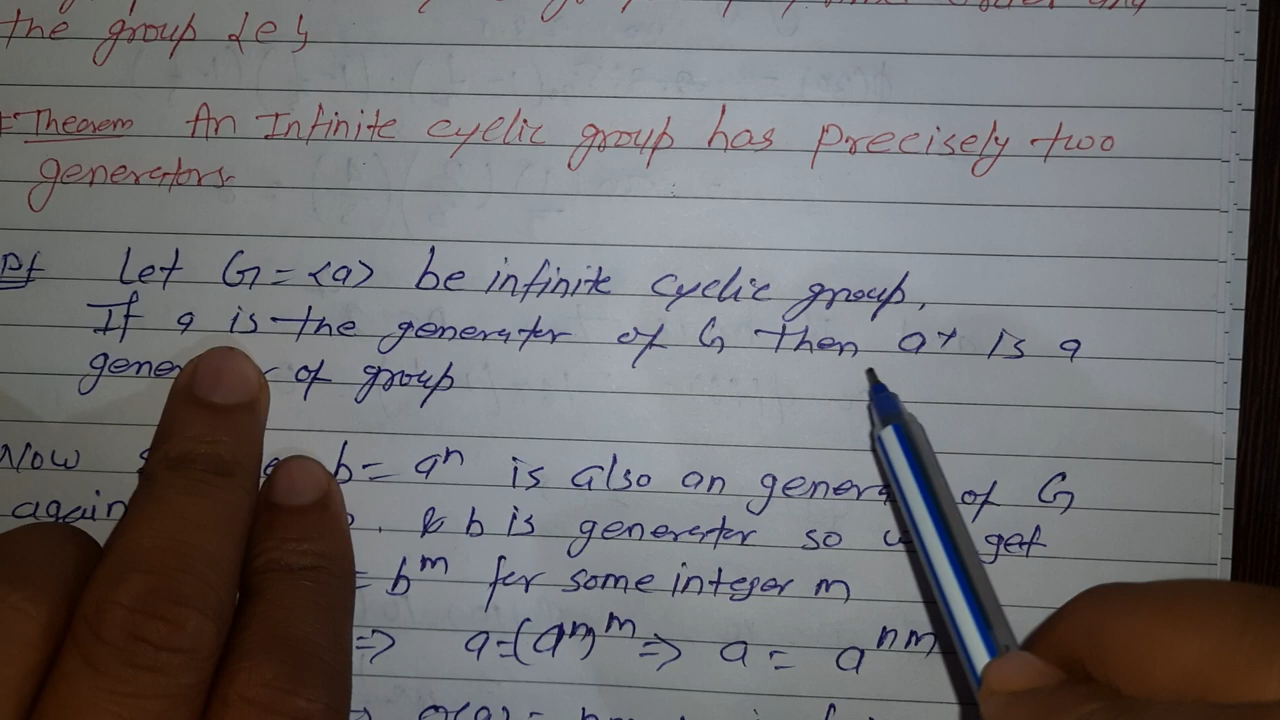 the group {e}
Theorem An Infinite cyclic group has Precisely two
generators.
Pf Let G = <a> be infinite cyclic group,
If a is the generator of G then a⁻¹ is a
of group
Now b = aⁿ is also an of G
again & b is generator so get
= bᵐ for some integer m
=> a = (aⁿ)ᵐ => a = aⁿᵐ